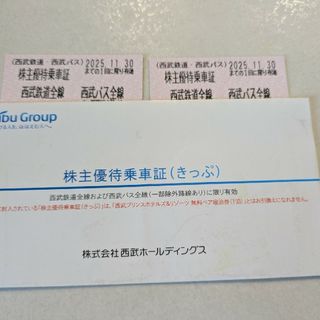 (西武鉄道・西武バス) 2025.11.30
株主優待乗車証 までの1回に限り有効
西武鉄道全線 西武バス全線
(西武鉄道・西武バス) 2025.11.30
株主優待乗車証 までの1回に限り有効
西武鉄道全線 西武バス全線
ibu Group
株主優待乗車証(きっぷ)
西武鉄道全線および西武バス全線(一部除外路線あり)に限り有効
封入されている「株主優待乗車証(きっぷ)」は、「西武プリンスホテルズ&リゾーツ 無料ペア宿泊券(1泊)」とはお引換えになれません。
株式会社西武ホールディングス